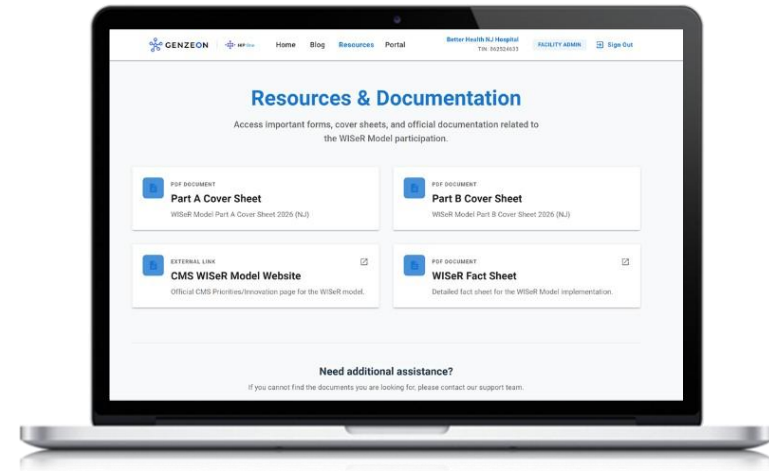 GENZEON
Home Blog Resources Portal
Better Health NJ Hospital
FACILITY ADMIN
Sign Out
Resources & Documentation
Access important forms, cover sheets, and official documentation related to
the WISeR Model participation.
PDF DOCUMENT
Part A Cover Sheet
WISeR Model Part A Cover Sheet 2026 (NJ)
PDF DOCUMENT
Part B Cover Sheet
WISeR Model Part B Cover Sheet 2026 (NJ)
EXTERNAL LINK
CMS WISeR Model Website
Official CMS Priorities/Innovation page for the WISeR model.
PDF DOCUMENT
WISeR Fact Sheet
Detailed fact sheet for the WISeR Model implementation.
Need additional assistance?
If you cannot find the documents you are looking for, please contact our support team.